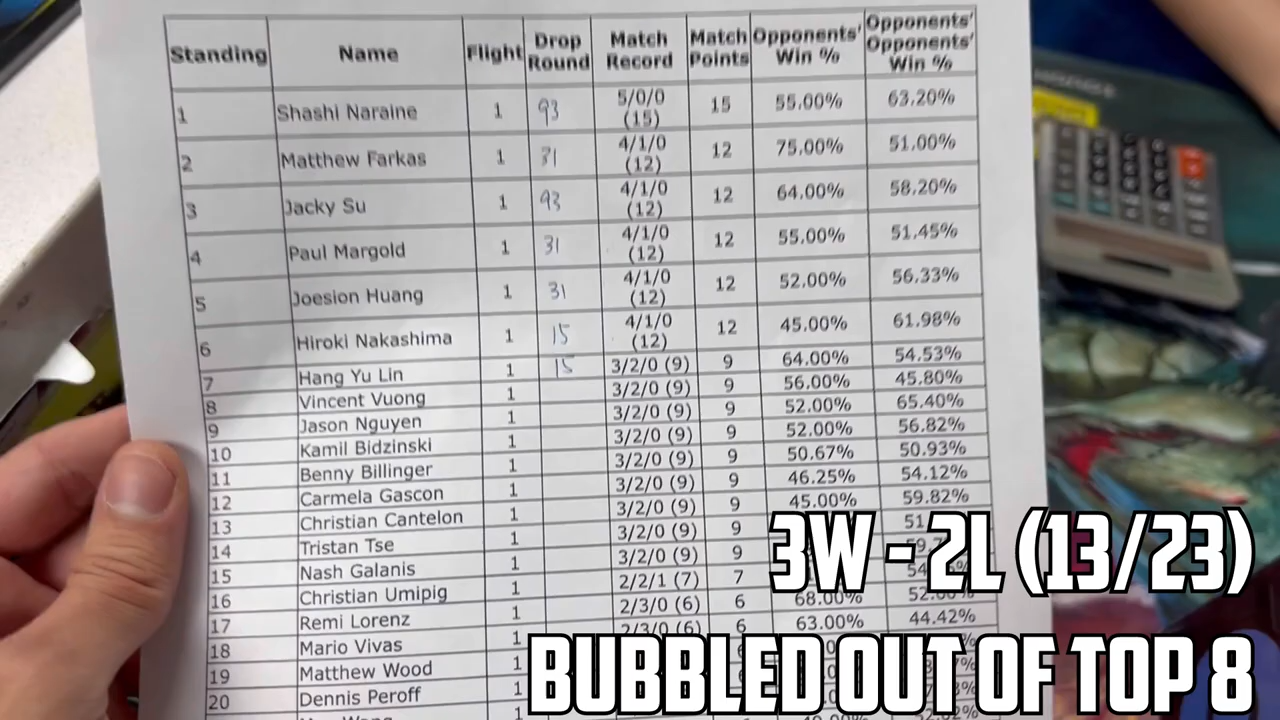 Standing Name Flight Drop Round Match Record Match Points Opponents' Win % Opponents' Opponents' Win %
1 Shashi Naraine 1 93 5/0/0 (15) 15 55.00% 63.20%
2 Matthew Farkas 1 31 4/1/0 (12) 12 75.00% 51.00%
3 Jacky Su 1 93 4/1/0 (12) 12 64.00% 58.20%
4 Paul Margold 1 31 4/1/0 (12) 12 55.00% 51.45%
5 Joesion Huang 1 31 4/1/0 (12) 12 52.00% 56.33%
6 Hiroki Nakashima 1 15 4/1/0 (12) 12 45.00% 61.98%
7 Hang Yu Lin 1 15 3/2/0 (9) 9 64.00% 54.53%
8 Vincent Vuong 1 3/2/0 (9) 9 56.00% 45.80%
9 Jason Nguyen 1 3/2/0 (9) 9 52.00% 65.40%
10 Kamil Bidzinski 1 3/2/0 (9) 9 52.00% 56.82%
11 Benny Billinger 1 3/2/0 (9) 9 50.67% 50.93%
12 Carmela Gascon 1 3/2/0 (9) 9 46.25% 54.12%
13 Christian Cantelon 1 3/2/0 (9) 9 45.00% 59.82%
14 Tristan Tse 1 3/2/0 (9) 9
15 Nash Galanis 1 3/2/0 (9) 9
16 Christian Umipig 1 2/2/1 (7) 7
17 Remi Lorenz 1 2/3/0 (6) 6 68.00%
18 Mario Vivas 1 2/3/0 (6) 6 63.00% 44.42%
19 Matthew Wood 1
20 Dennis Peroff 1
3W - 2L (13/23)
BUBBLED OUT OF TOP 8